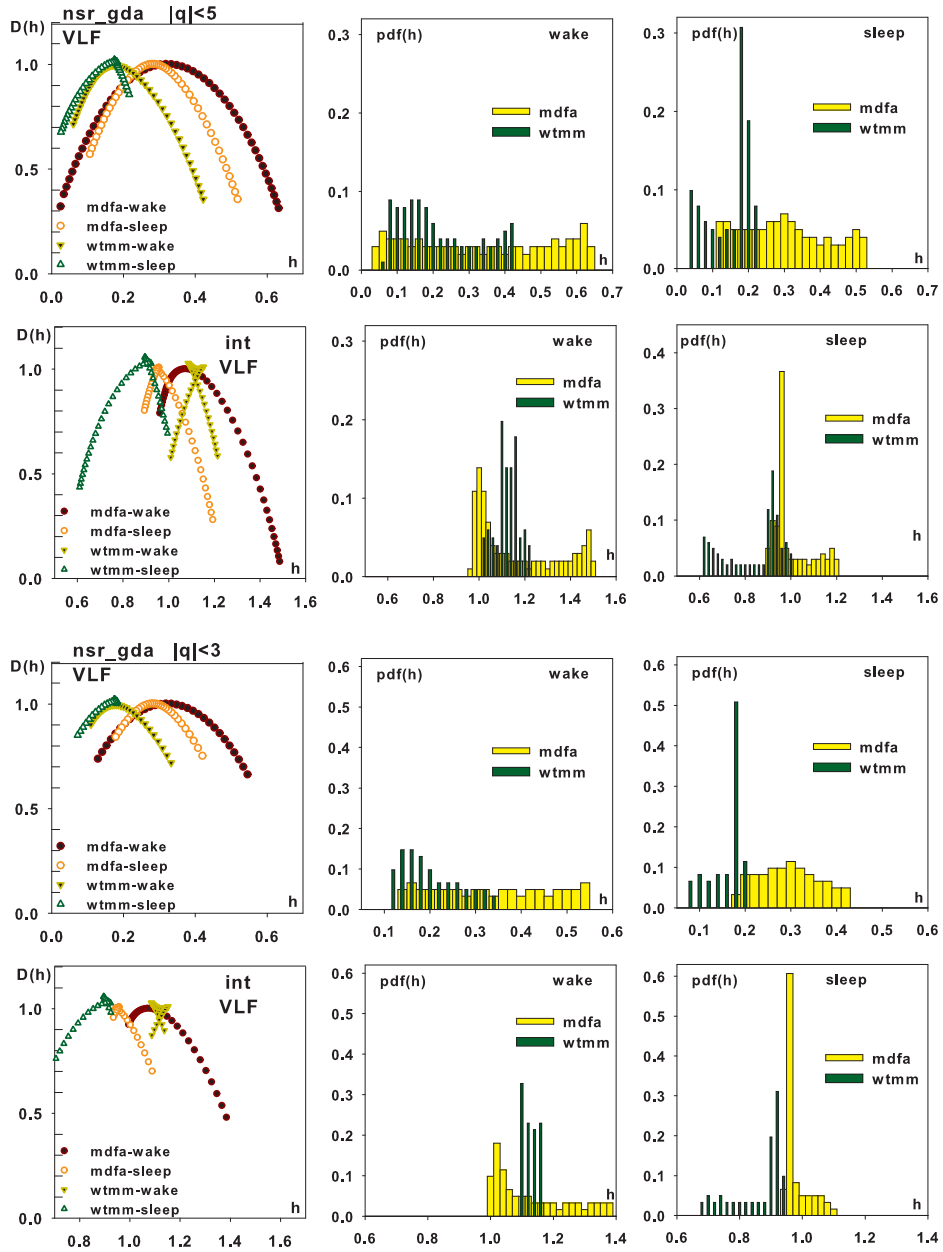 nsr_gda |q|<5
D(h)
VLF
1.0
0.5
0.0
mdfa-wake
mdfa-sleep
wtmm-wake
wtmm-sleep
h
0.0 0.2 0.4 0.6
pdf(h) wake
0.3
0.2
0.1
0.0
mdfa
wtmm
h
0.0 0.1 0.2 0.3 0.4 0.5 0.6 0.7
pdf(h) sleep
0.3
0.2
0.1
0.0
mdfa
wtmm
h
0.0 0.1 0.2 0.3 0.4 0.5 0.6
D(h)
int
VLF
1.0
0.5
0.0
mdfa-wake
mdfa-sleep
wtmm-wake
wtmm-sleep
h
0.6 0.8 1.0 1.2 1.4 1.6
pdf(h) wake
0.3
0.2
0.1
0.0
mdfa
wtmm
h
0.6 0.8 1.0 1.2 1.4 1.6
pdf(h) sleep
0.4
0.3
0.2
0.1
0.0
mdfa
wtmm
h
0.6 0.8 1.0 1.2 1.4 1.6
nsr_gda |q|<3
D(h)
VLF
1.0
0.5
0.0
mdfa-wake
mdfa-sleep
wtmm-wake
wtmm-sleep
h
0.0 0.2 0.4 0.6
pdf(h) wake
0.6
0.5
0.4
0.3
0.2
0.1
0.0
mdfa
wtmm
h
0.1 0.2 0.3 0.4 0.5 0.6
pdf(h) sleep
0.6
0.5
0.4
0.3
0.2
0.1
0.0
mdfa
wtmm
h
0.1 0.2 0.3 0.4 0.5 0.6
D(h)
int
VLF
1.0
0.5
0.0
mdfa-wake
mdfa-sleep
wtmm-wake
wtmm-sleep
h
0.8 1.0 1.2 1.4 1.6
pdf(h) wake
0.6
0.5
0.4
0.3
0.2
0.1
0.0
mdfa
wtmm
h
0.6 0.8 1.0 1.2 1.4
pdf(h) sleep
0.6
0.5
0.4
0.3
0.2
0.1
0.0
mdfa
wtmm
h
0.6 0.8 1.0 1.2 1.4